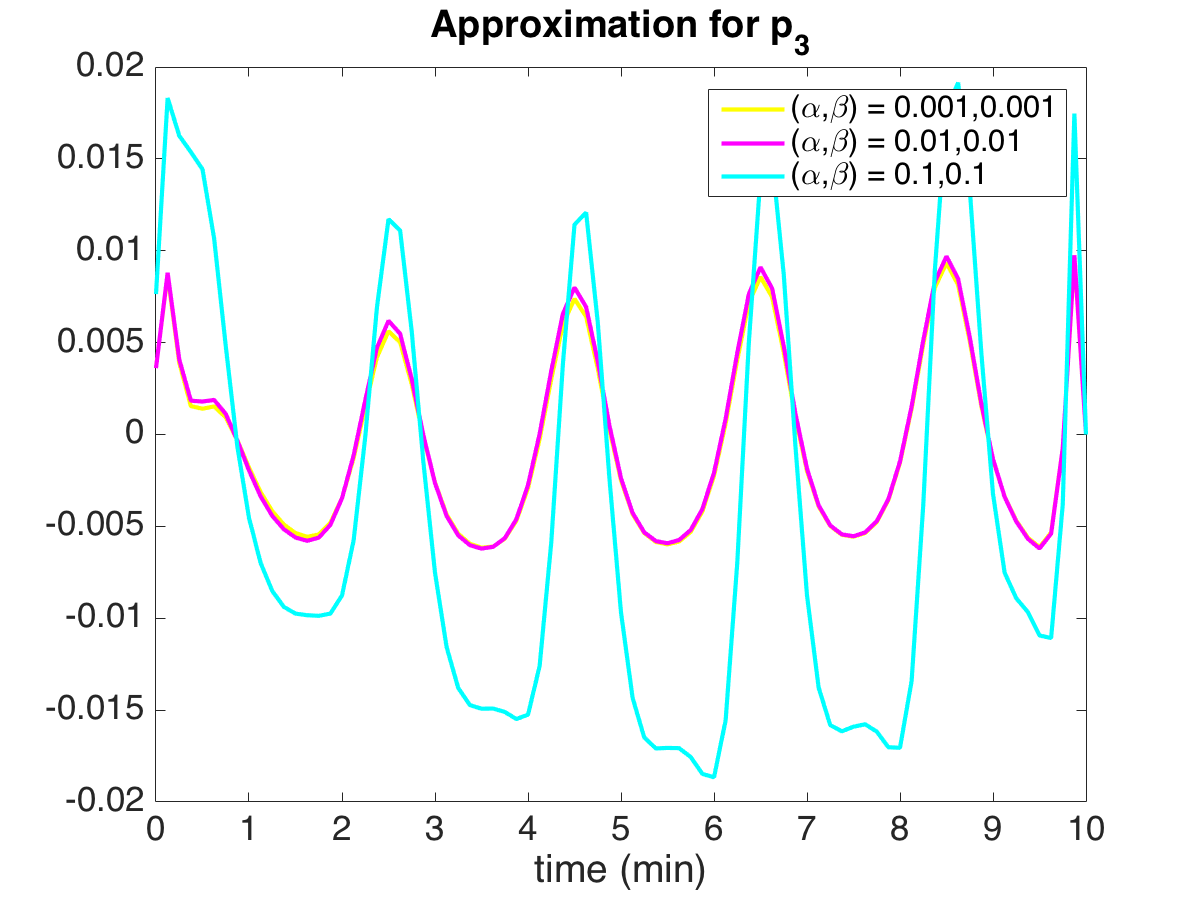 Approximation for p3
0.02
0.015
0.01
0.005
0
-0.005
-0.01
-0.015
-0.02
(α,β) = 0.001,0.001
(α,β) = 0.01,0.01
(α,β) = 0.1,0.1
0 1 2 3 4 5 6 7 8 9 10
time (min)